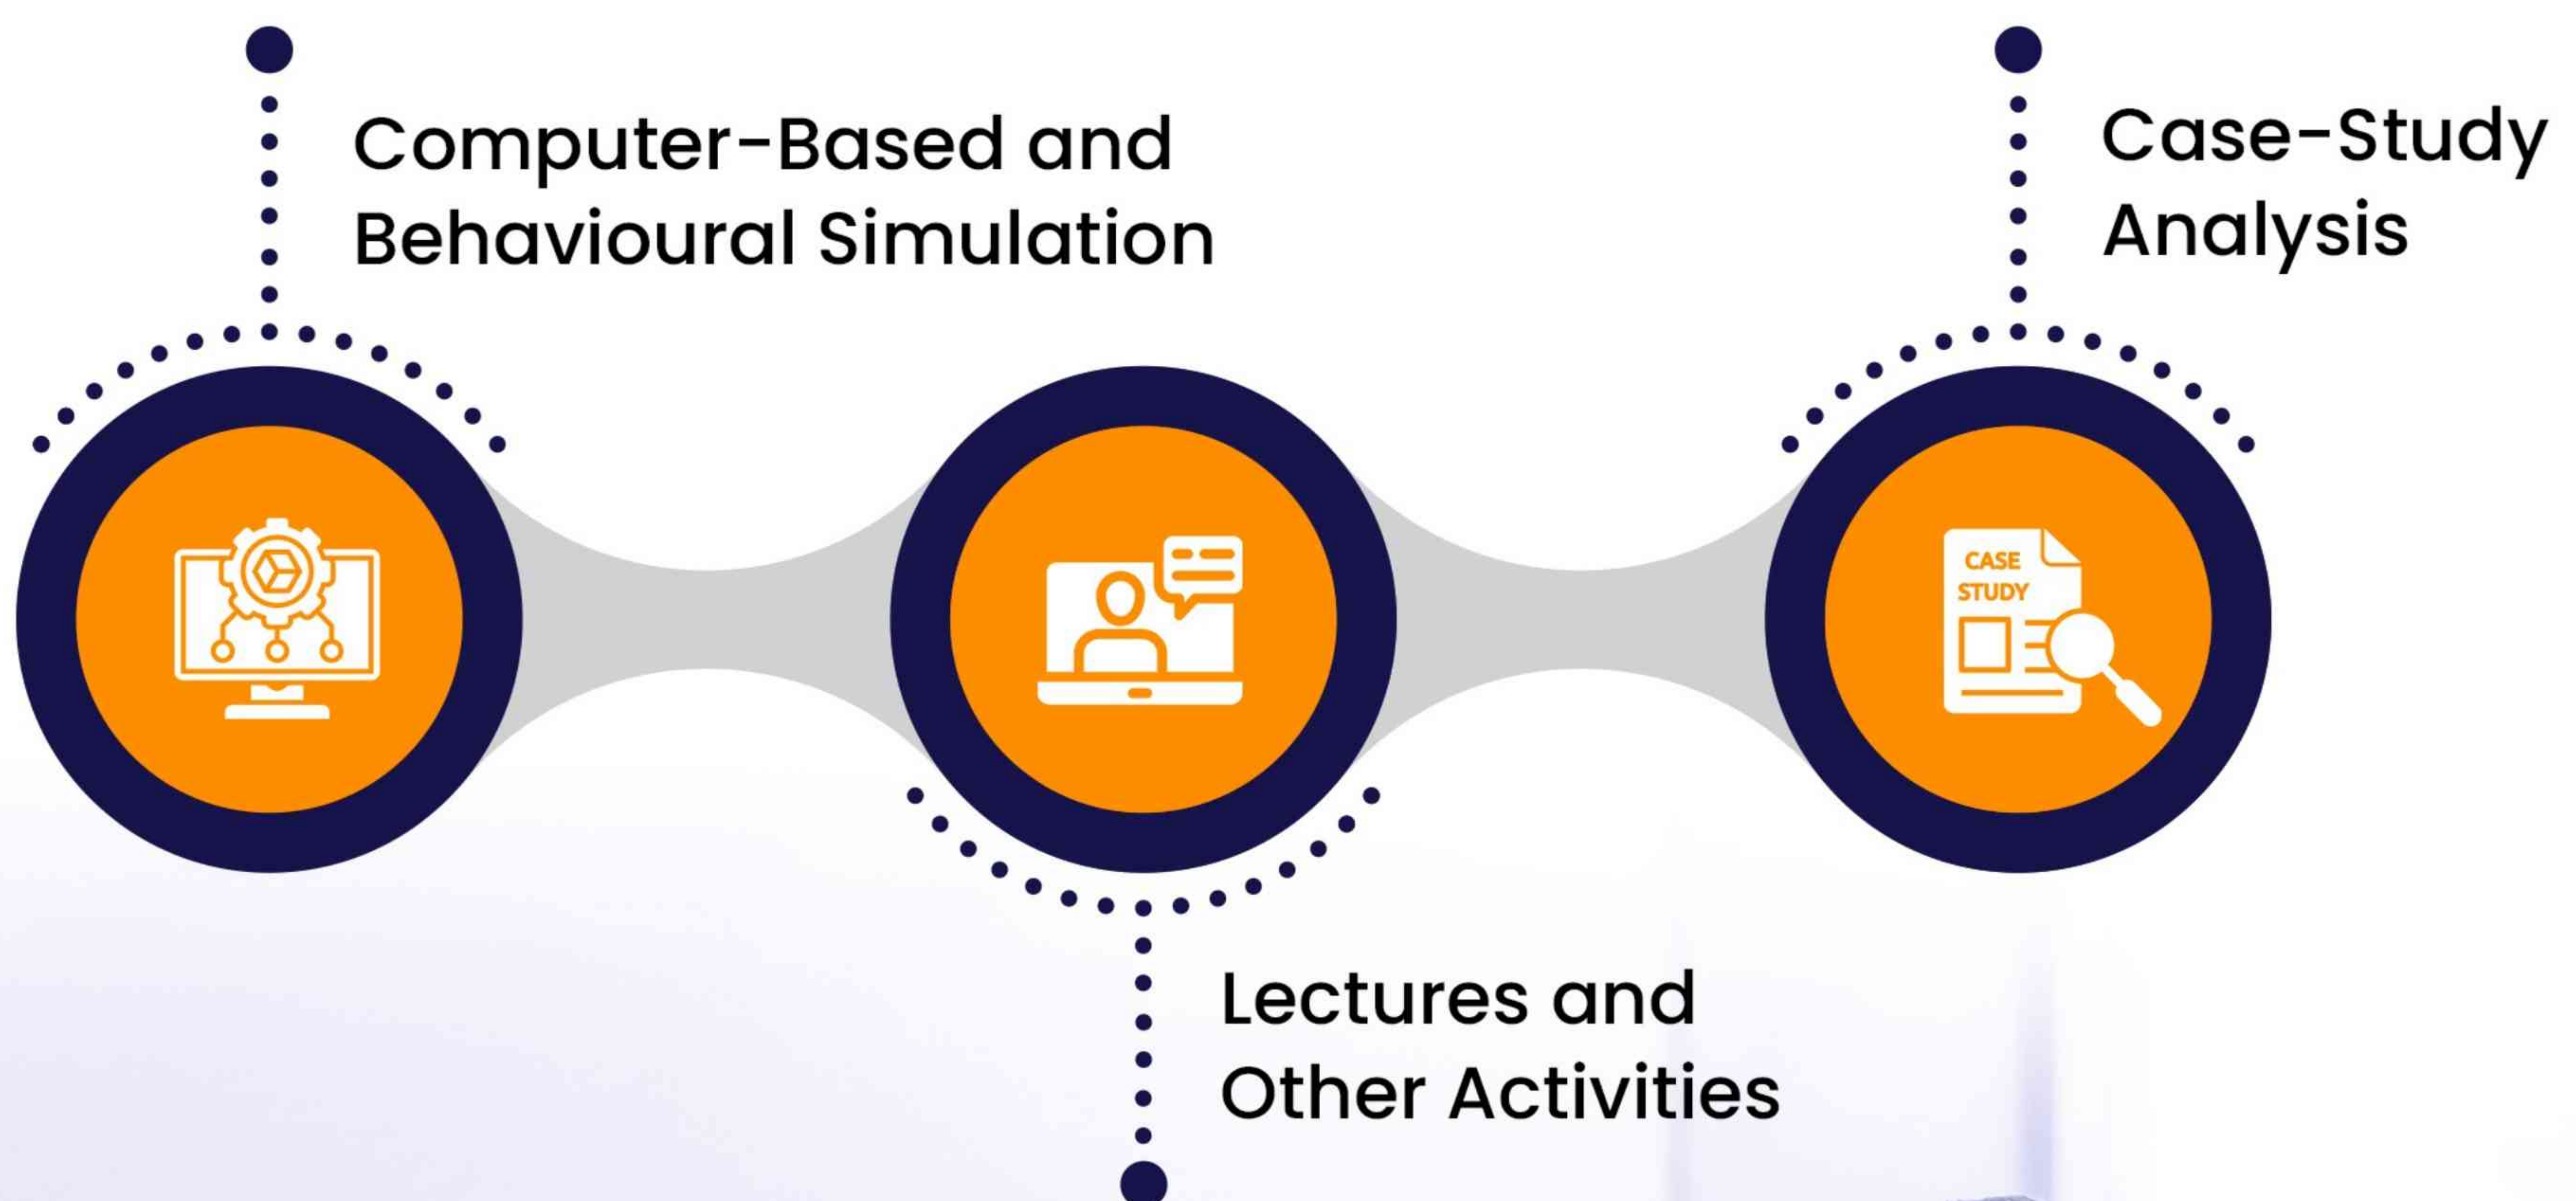 Computer-Based and
Behavioural Simulation
Case-Study
Analysis
CASE
STUDY
Lectures and
Other Activities